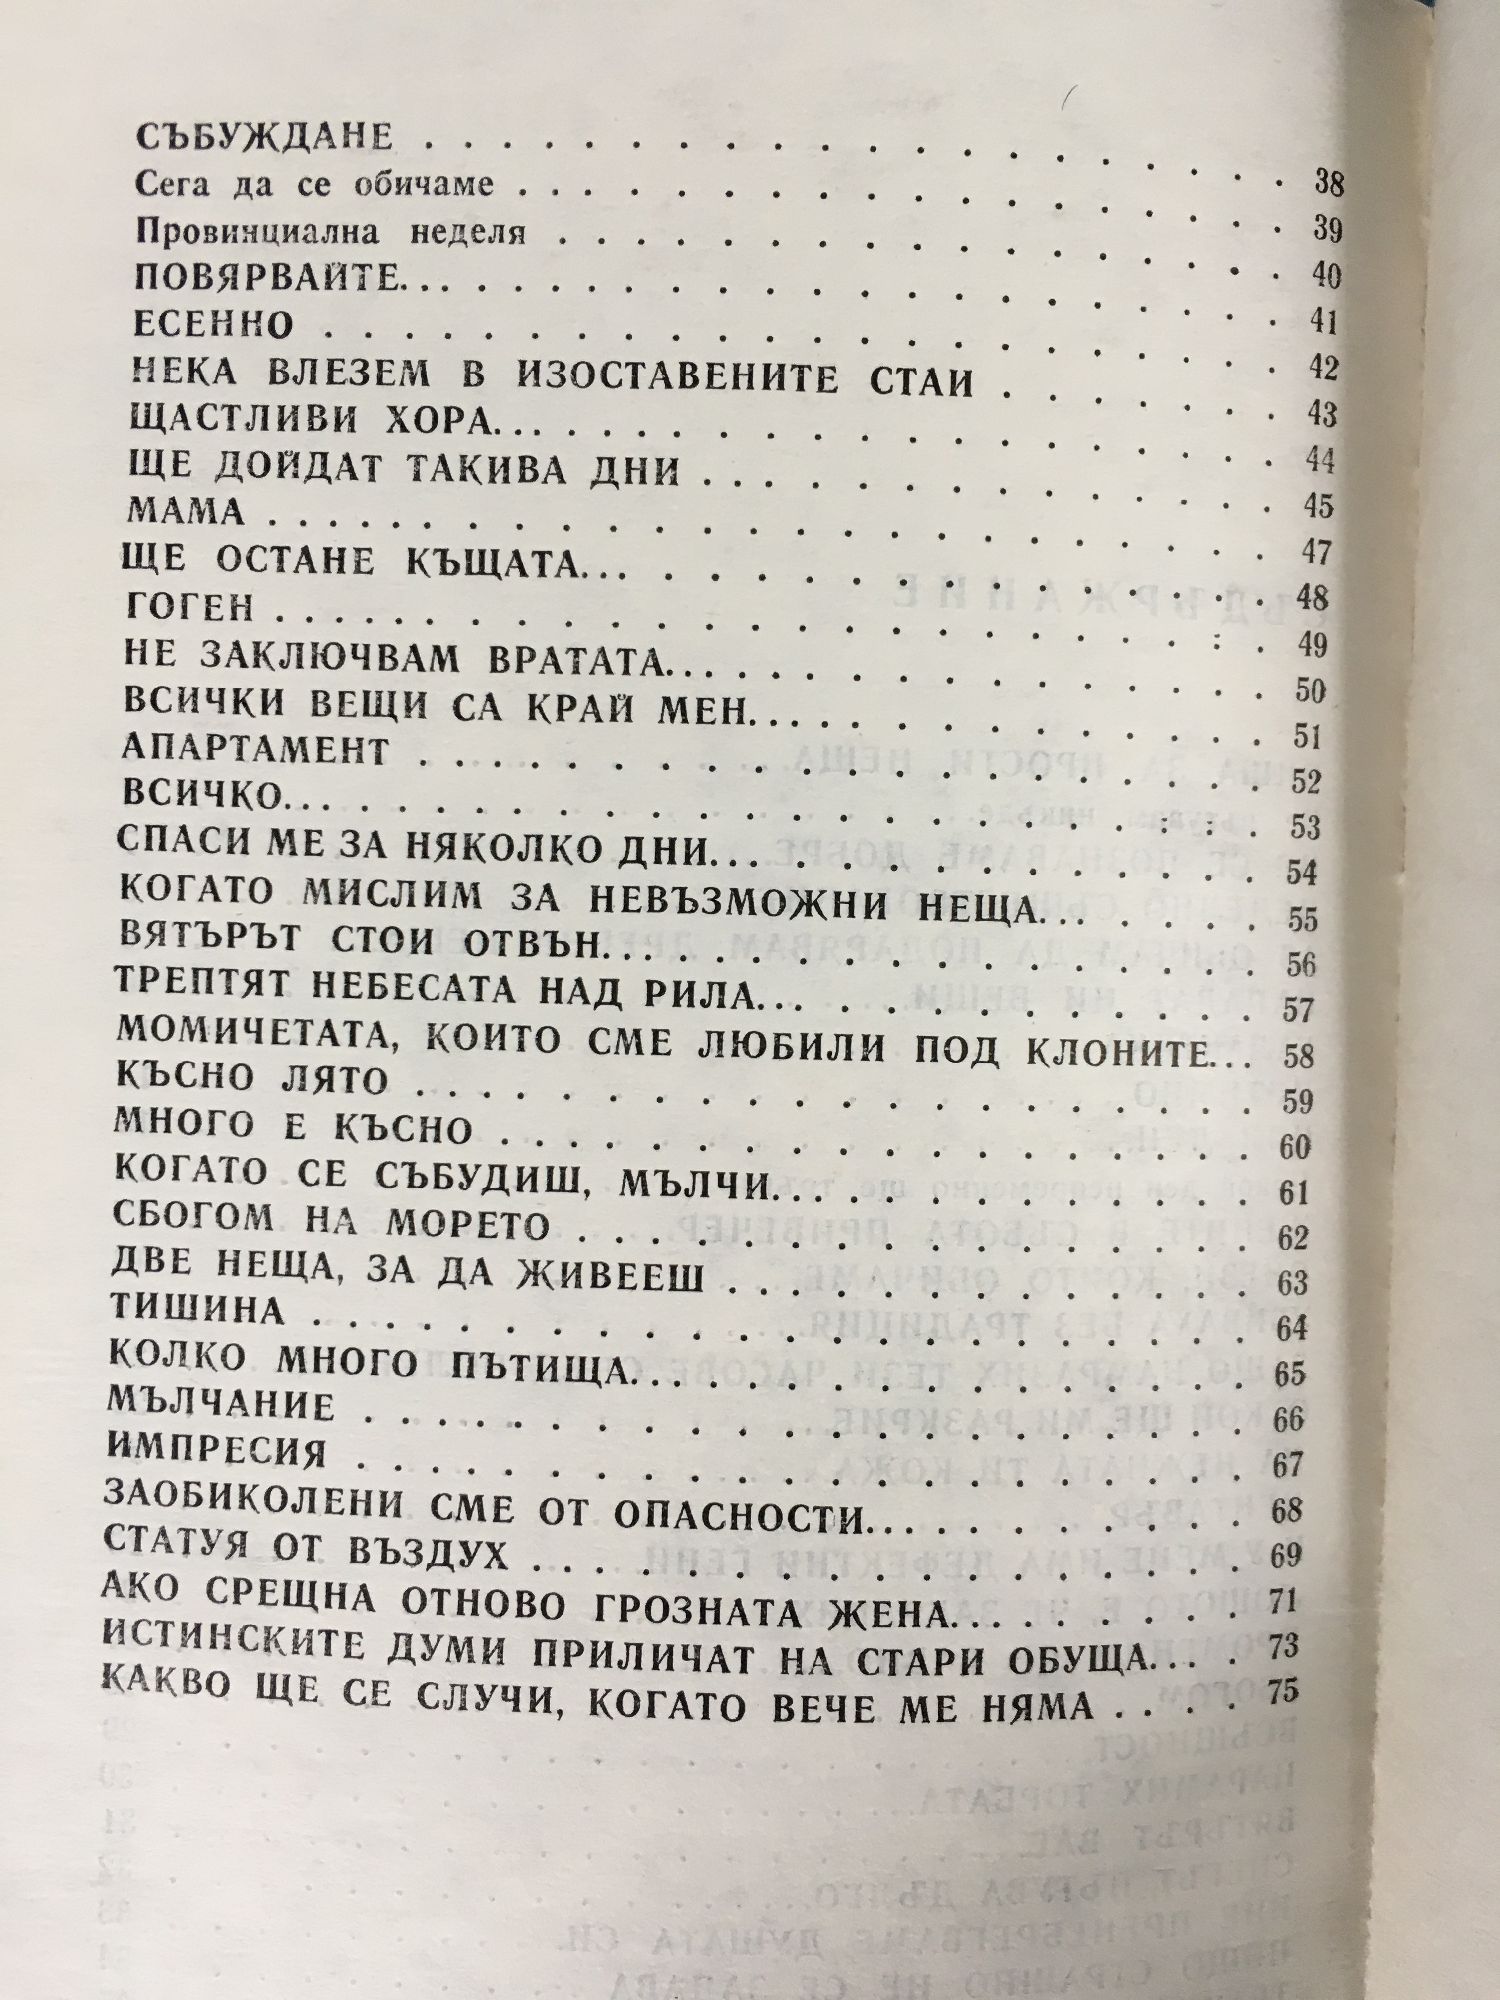 СЪБУЖДАНЕ . . . . . . . . . . . . . . . . . . 38
Сега да се обичаме . . . . . . . . . . . . . . . . 39
Провинциална неделя . . . . . . . . . . . . . . . 40
ПОВЯРВАЙТЕ. . . . . . . . . . . . . . . . . . 41
ЕСЕННО . . . . . . . . . . . . . . . . . . . 42
НЕКА ВЛЕЗЕМ В ИЗОСТАВЕНИТЕ СТАИ . . . . . . . 43
ЩАСТЛИВИ ХОРА. . . . . . . . . . . . . . . . 44
ЩЕ ДОЙДАТ ТАКИВА ДНИ . . . . . . . . . . . . 45
МАМА . . . . . . . . . . . . . . . . . . . . 47
ЩЕ ОСТАНЕ КЪЩАТА. . . . . . . . . . . . . . . 48
ГОГЕН . . . . . . . . . . . . . . . . . . . . 49
НЕ ЗАКЛЮЧВАМ ВРАТАТА. . . . . . . . . . . . . 50
ВСИЧКИ ВЕЩИ СА КРАЙ МЕН. . . . . . . . . . . 51
АПАРТАМЕНТ . . . . . . . . . . . . . . . . . 52
ВСИЧКО. . . . . . . . . . . . . . . . . . . . 53
СПАСИ МЕ ЗА НЯКОЛКО ДНИ. . . . . . . . . . . 54
КОГАТО МИСЛИМ ЗА НЕВЪЗМОЖНИ НЕЩА. . . . . . . 55
ВЯТЪРЪТ СТОИ ОТВЪН. . . . . . . . . . . . . . 56
ТРЕПТЯТ НЕБЕСАТА НАД РИЛА. . . . . . . . . . 57
МОМИЧЕТАТА, КОИТО СМЕ ЛЮБИЛИ ПОД КЛОНИТЕ. . . 58
КЪСНО ЛЯТО . . . . . . . . . . . . . . . . . 59
МНОГО Е КЪСНО . . . . . . . . . . . . . . . . 60
КОГАТО СЕ СЪБУДИШ, МЪЛЧИ. . . . . . . . . . . 61
СБОГОМ НА МОРЕТО . . . . . . . . . . . . . . 62
ДВЕ НЕЩА, ЗА ДА ЖИВЕЕШ . . . . . . . . . . . 63
ТИШИНА . . . . . . . . . . . . . . . . . . . 64
КОЛКО МНОГО ПЪТИЩА. . . . . . . . . . . . . . 65
МЪЛЧАНИЕ . . . . . . . . . . . . . . . . . . 66
ИМПРЕСИЯ . . . . . . . . . . . . . . . . . . 67
ЗАОБИКОЛЕНИ СМЕ ОТ ОПАСНОСТИ. . . . . . . . . 68
СТАТУЯ ОТ ВЪЗДУХ . . . . . . . . . . . . . . 69
АКО СРЕЩНА ОТНОВО ГРОЗНАТА ЖЕНА. . . . . . . 71
ИСТИНСКИТЕ ДУМИ ПРИЛИЧАТ НА СТАРИ ОБУЩА. . . . . 73
КАКВО ЩЕ СЕ СЛУЧИ, КОГАТО ВЕЧЕ МЕ НЯМА . . . . 75